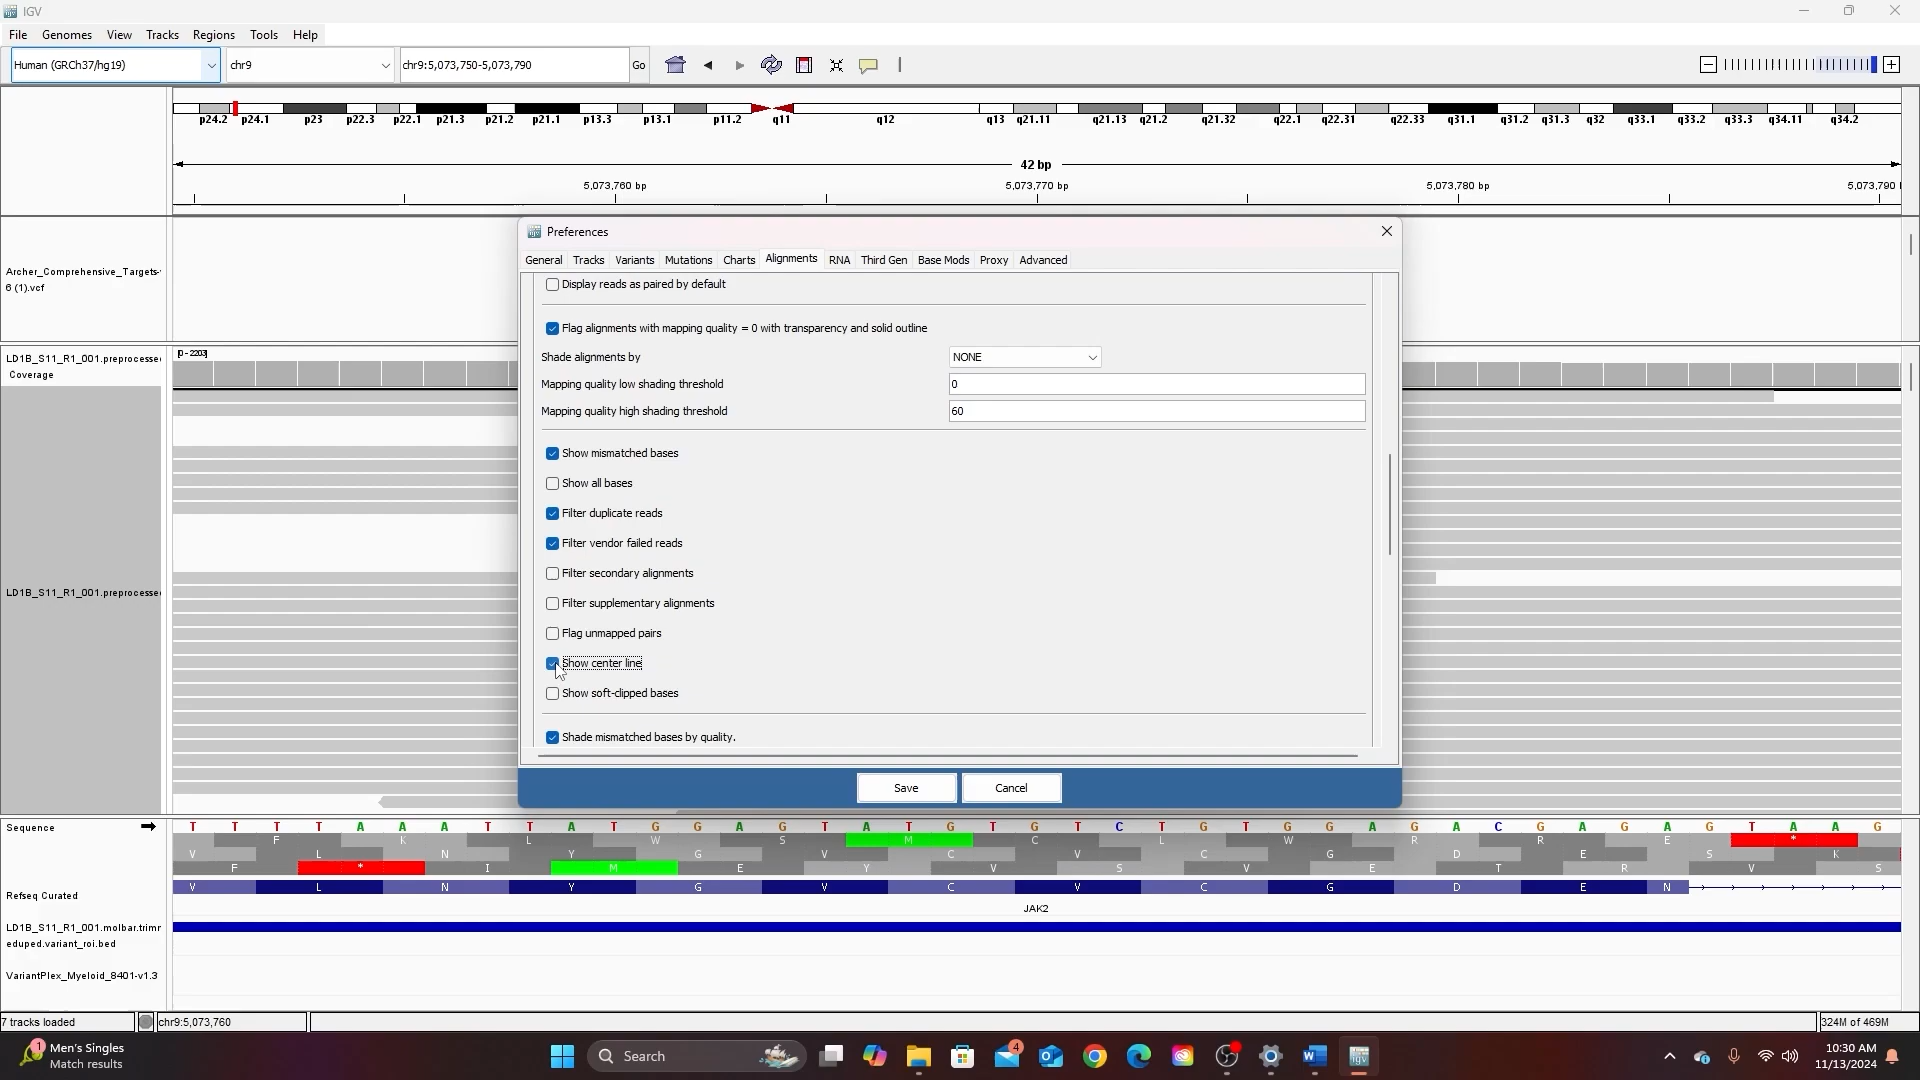 IGV
File Genomes View Tracks Regions Tools Help
Human (GRCh37/hg19) chr9 chr9:5,073,750-5,073,790 Go
p24.2 p24.1 p23 p22.3 p22.1 p21.3 p21.2 p21.1 p13.3 p13.1 p11.2 q11 q12 q13 q21.11 q21.13 q21.2 q21.32 q22.1 q22.31 q22.33 q31.1 q31.2 q31.3 q32 q33.1 q33.2 q33.3 q34.11 q34.2
42 bp
5,073,760 bp 5,073,770 bp 5,073,780 bp 5,073,790
Preferences
General Tracks Variants Mutations Charts Alignments RNA Third Gen Base Mods Proxy Advanced
Archer_Comprehensive_Targets-
6 (1).vcf
Display reads as paired by default
Flag alignments with mapping quality = 0 with transparency and solid outline
Shade alignments by NONE
Mapping quality low shading threshold 0
Mapping quality high shading threshold 60
Show mismatched bases
Show all bases
Filter duplicate reads
Filter vendor failed reads
Filter secondary alignments
Filter supplementary alignments
Flag unmapped pairs
Show center line
Show soft-clipped bases
Shade mismatched bases by quality.
Save Cancel
LD1B_S11_R1_001.preprocesse
Coverage
[0 - 2203]
LD1B_S11_R1_001.preprocesse
Sequence T T T T A A A T T A T G G A G T A T G T G T C T G T G G A G A C G A G A G T A A G
F K L W S M C L W R R E *
V L N Y G V C V C G D E S K
F * I M E Y V S V E T R V S
Refseq Curated V L N Y G V C V C G D E N
JAK2
LD1B_S11_R1_001.molbar.trimr
eduped.variant_roi.bed
VariantPlex_Myeloid_8401-v1.3
7 tracks loaded chr9:5,073,760 324M of 469M
1 Men's Singles
Match results
Search
4
10:30 AM
11/13/2024